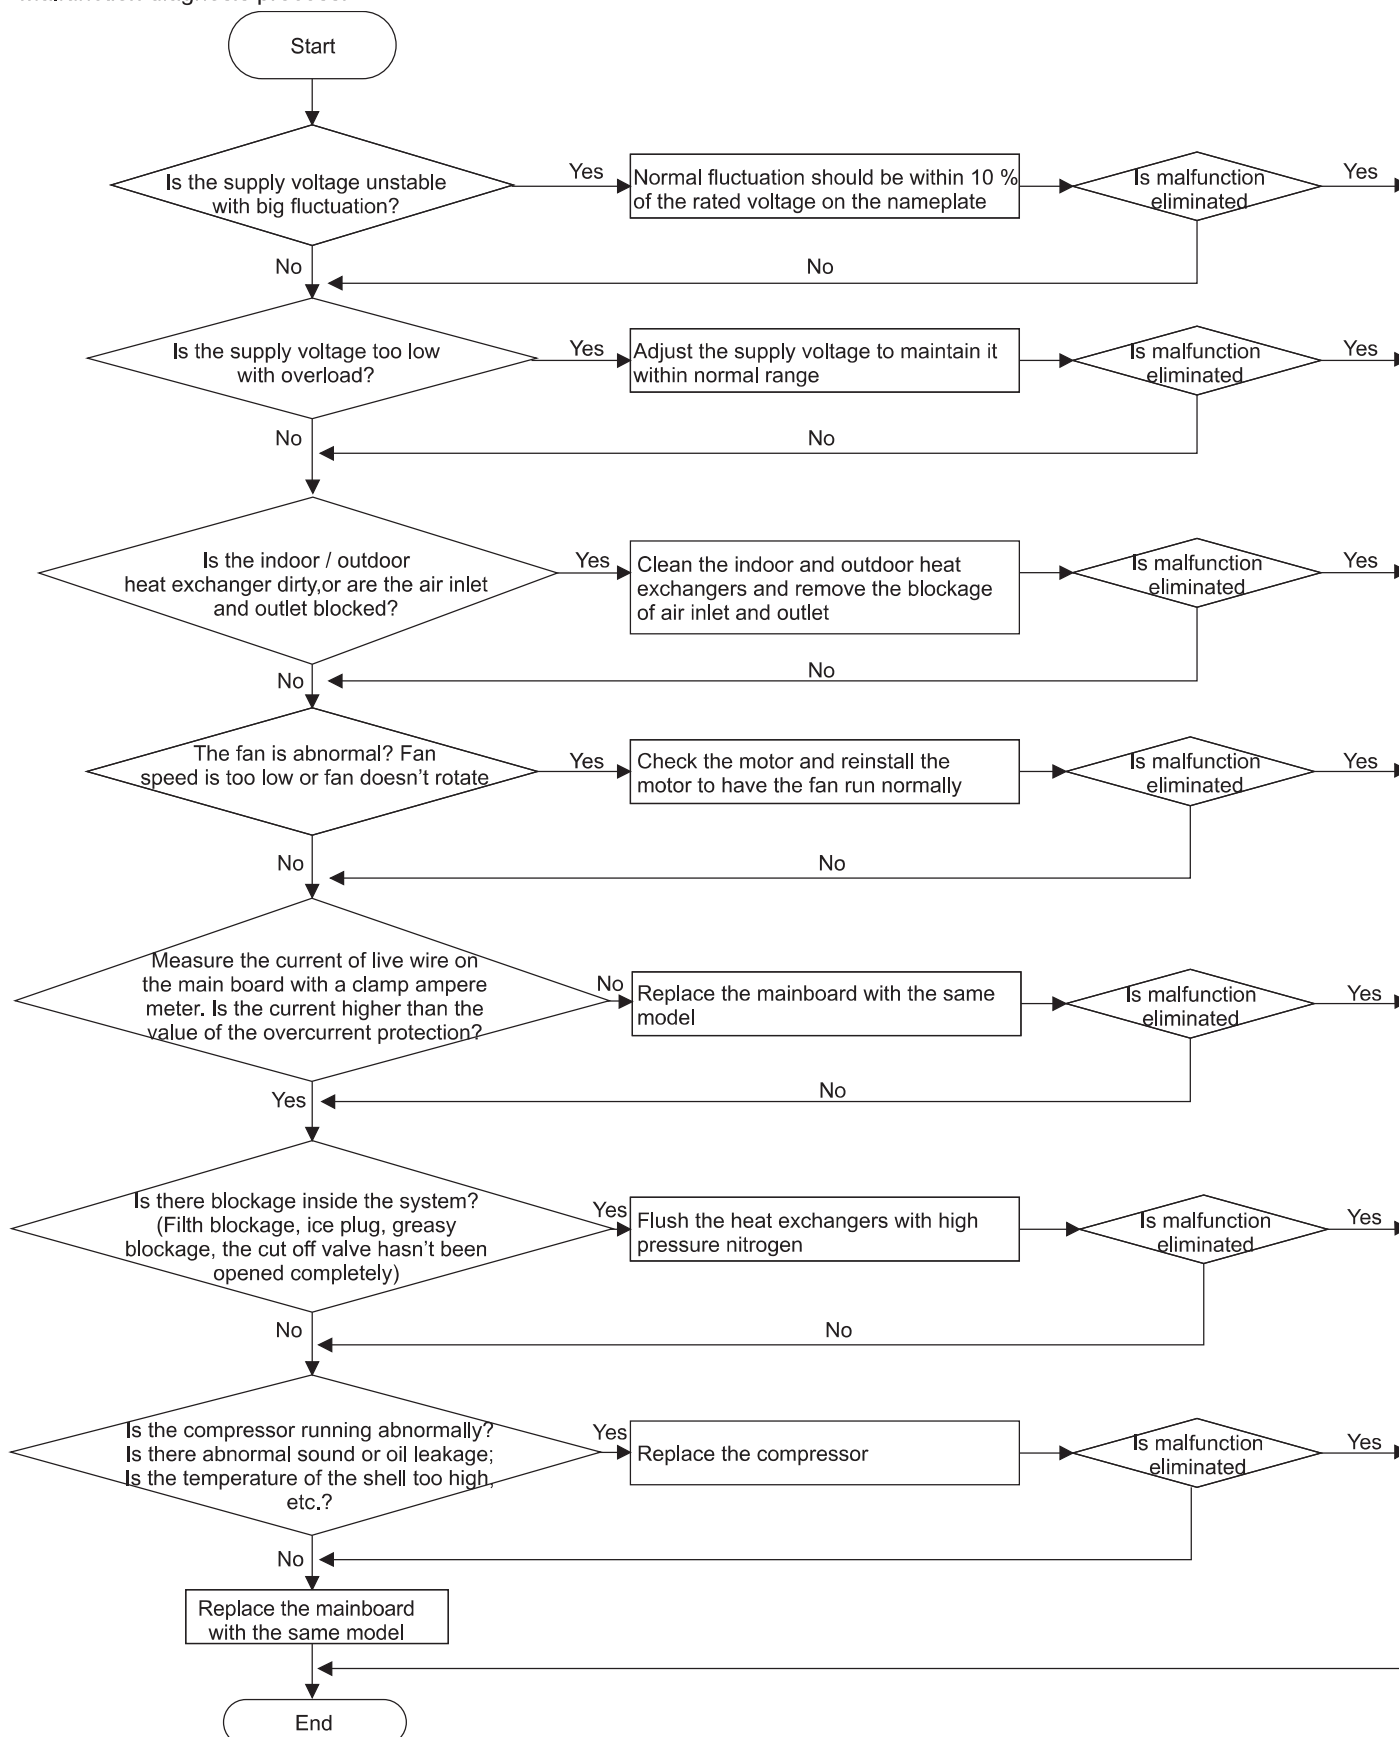 Start
Is the supply voltage unstable
with big fluctuation?
Yes
Normal fluctuation should be within 10 %
of the rated voltage on the nameplate
Is malfunction
eliminated
Yes
No
No
Is the supply voltage too low
with overload?
Yes
Adjust the supply voltage to maintain it
within normal range
Is malfunction
eliminated
Yes
No
No
Is the indoor / outdoor
heat exchanger dirty,or are the air inlet
and outlet blocked?
Yes
Clean the indoor and outdoor heat
exchangers and remove the blockage
of air inlet and outlet
Is malfunction
eliminated
Yes
No
No
The fan is abnormal? Fan
speed is too low or fan doesn't rotate
Yes
Check the motor and reinstall the
motor to have the fan run normally
Is malfunction
eliminated
Yes
No
No
Measure the current of live wire on
the main board with a clamp ampere
meter. Is the current higher than the
value of the overcurrent protection?
No
Replace the mainboard with the same
model
Is malfunction
eliminated
Yes
Yes
No
Is there blockage inside the system?
(Filth blockage, ice plug, greasy
blockage, the cut off valve hasn't been
opened completely)
Yes
Flush the heat exchangers with high
pressure nitrogen
Is malfunction
eliminated
Yes
No
No
Is the compressor running abnormally?
Is there abnormal sound or oil leakage;
Is the temperature of the shell too high,
etc.?
Yes
Replace the compressor
Is malfunction
eliminated
Yes
No
Replace the mainboard
with the same model
End